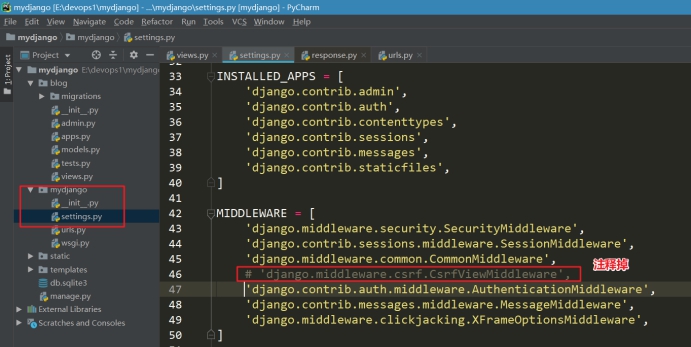 mydjango [E:\devops1\mydjango] - ...\mydjango\settings.py [mydjango] - PyCharm
File Edit View Navigate Code Refactor Run Tools VCS Window Help
mydjango mydjango settings.py
Project views.py settings.py response.py urls.py
1: Project
mydjango E:\devops1\mydjango
blog
migrations
__init__.py
admin.py
apps.py
models.py
tests.py
views.py
mydjango
__init__.py
settings.py
urls.py
wsgi.py
static
templates
db.sqlite3
manage.py
External Libraries
Scratches and Consoles
33 INSTALLED_APPS = [
34 'django.contrib.admin',
35 'django.contrib.auth',
36 'django.contrib.contenttypes',
37 'django.contrib.sessions',
38 'django.contrib.messages',
39 'django.contrib.staticfiles',
40 ]
41
42 MIDDLEWARE = [
43 'django.middleware.security.SecurityMiddleware',
44 'django.contrib.sessions.middleware.SessionMiddleware',
45 'django.middleware.common.CommonMiddleware',
注释掉
46 # 'django.middleware.csrf.CsrfViewMiddleware',
47 'django.contrib.auth.middleware.AuthenticationMiddleware',
48 'django.contrib.messages.middleware.MessageMiddleware',
49 'django.middleware.clickjacking.XFrameOptionsMiddleware',
50 ]